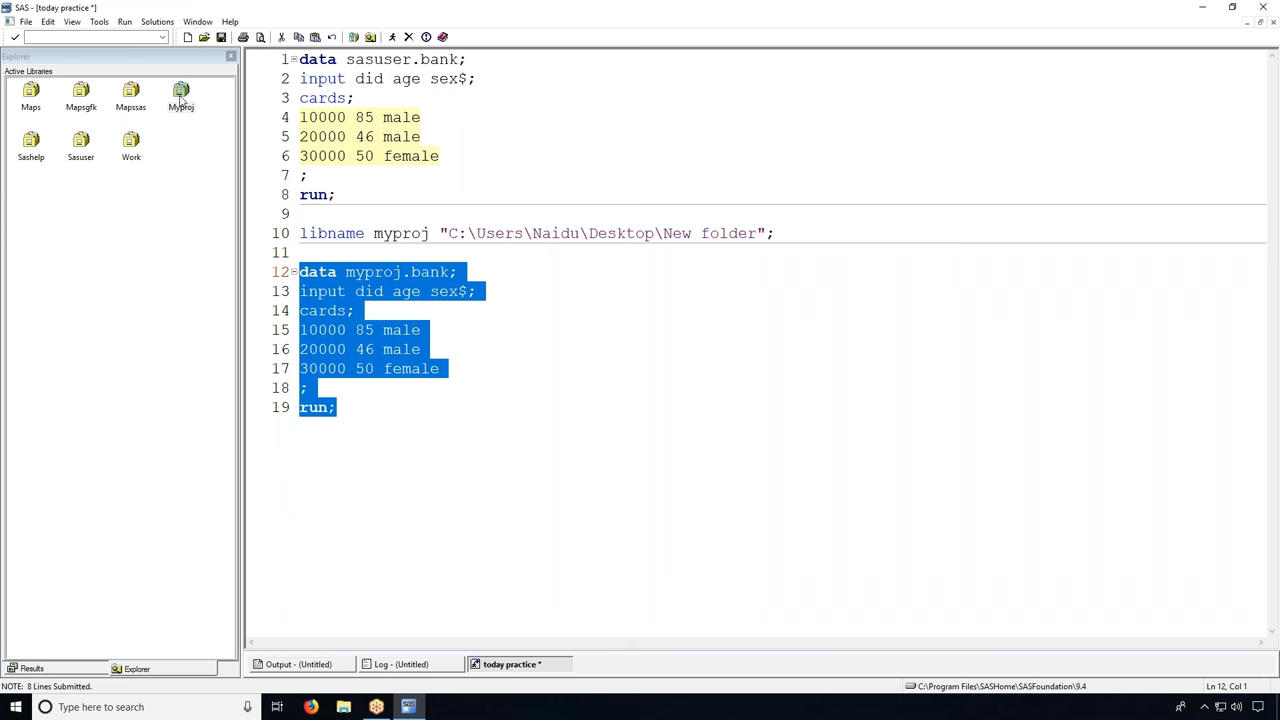 SAS - [today practice *]
File Edit View Tools Run Solutions Window Help
Explorer
Active Libraries
Maps Mapsgfk Mapssas Myproj
Sashelp Sasuser Work
1 data sasuser.bank;
2 input did age sex$;
3 cards;
4 10000 85 male
5 20000 46 male
6 30000 50 female
7 ;
8 run;
9
10 libname myproj "C:\Users\Naidu\Desktop\New folder";
11
12 data myproj.bank;
13 input did age sex$;
14 cards;
15 10000 85 male
16 20000 46 male
17 30000 50 female
18 ;
19 run;
Results Explorer Output - (Untitled) Log - (Untitled) today practice *
NOTE: 8 Lines Submitted. C:\Program Files\SASHome\SASFoundation\9.4 Ln 12, Col 1
Type here to search